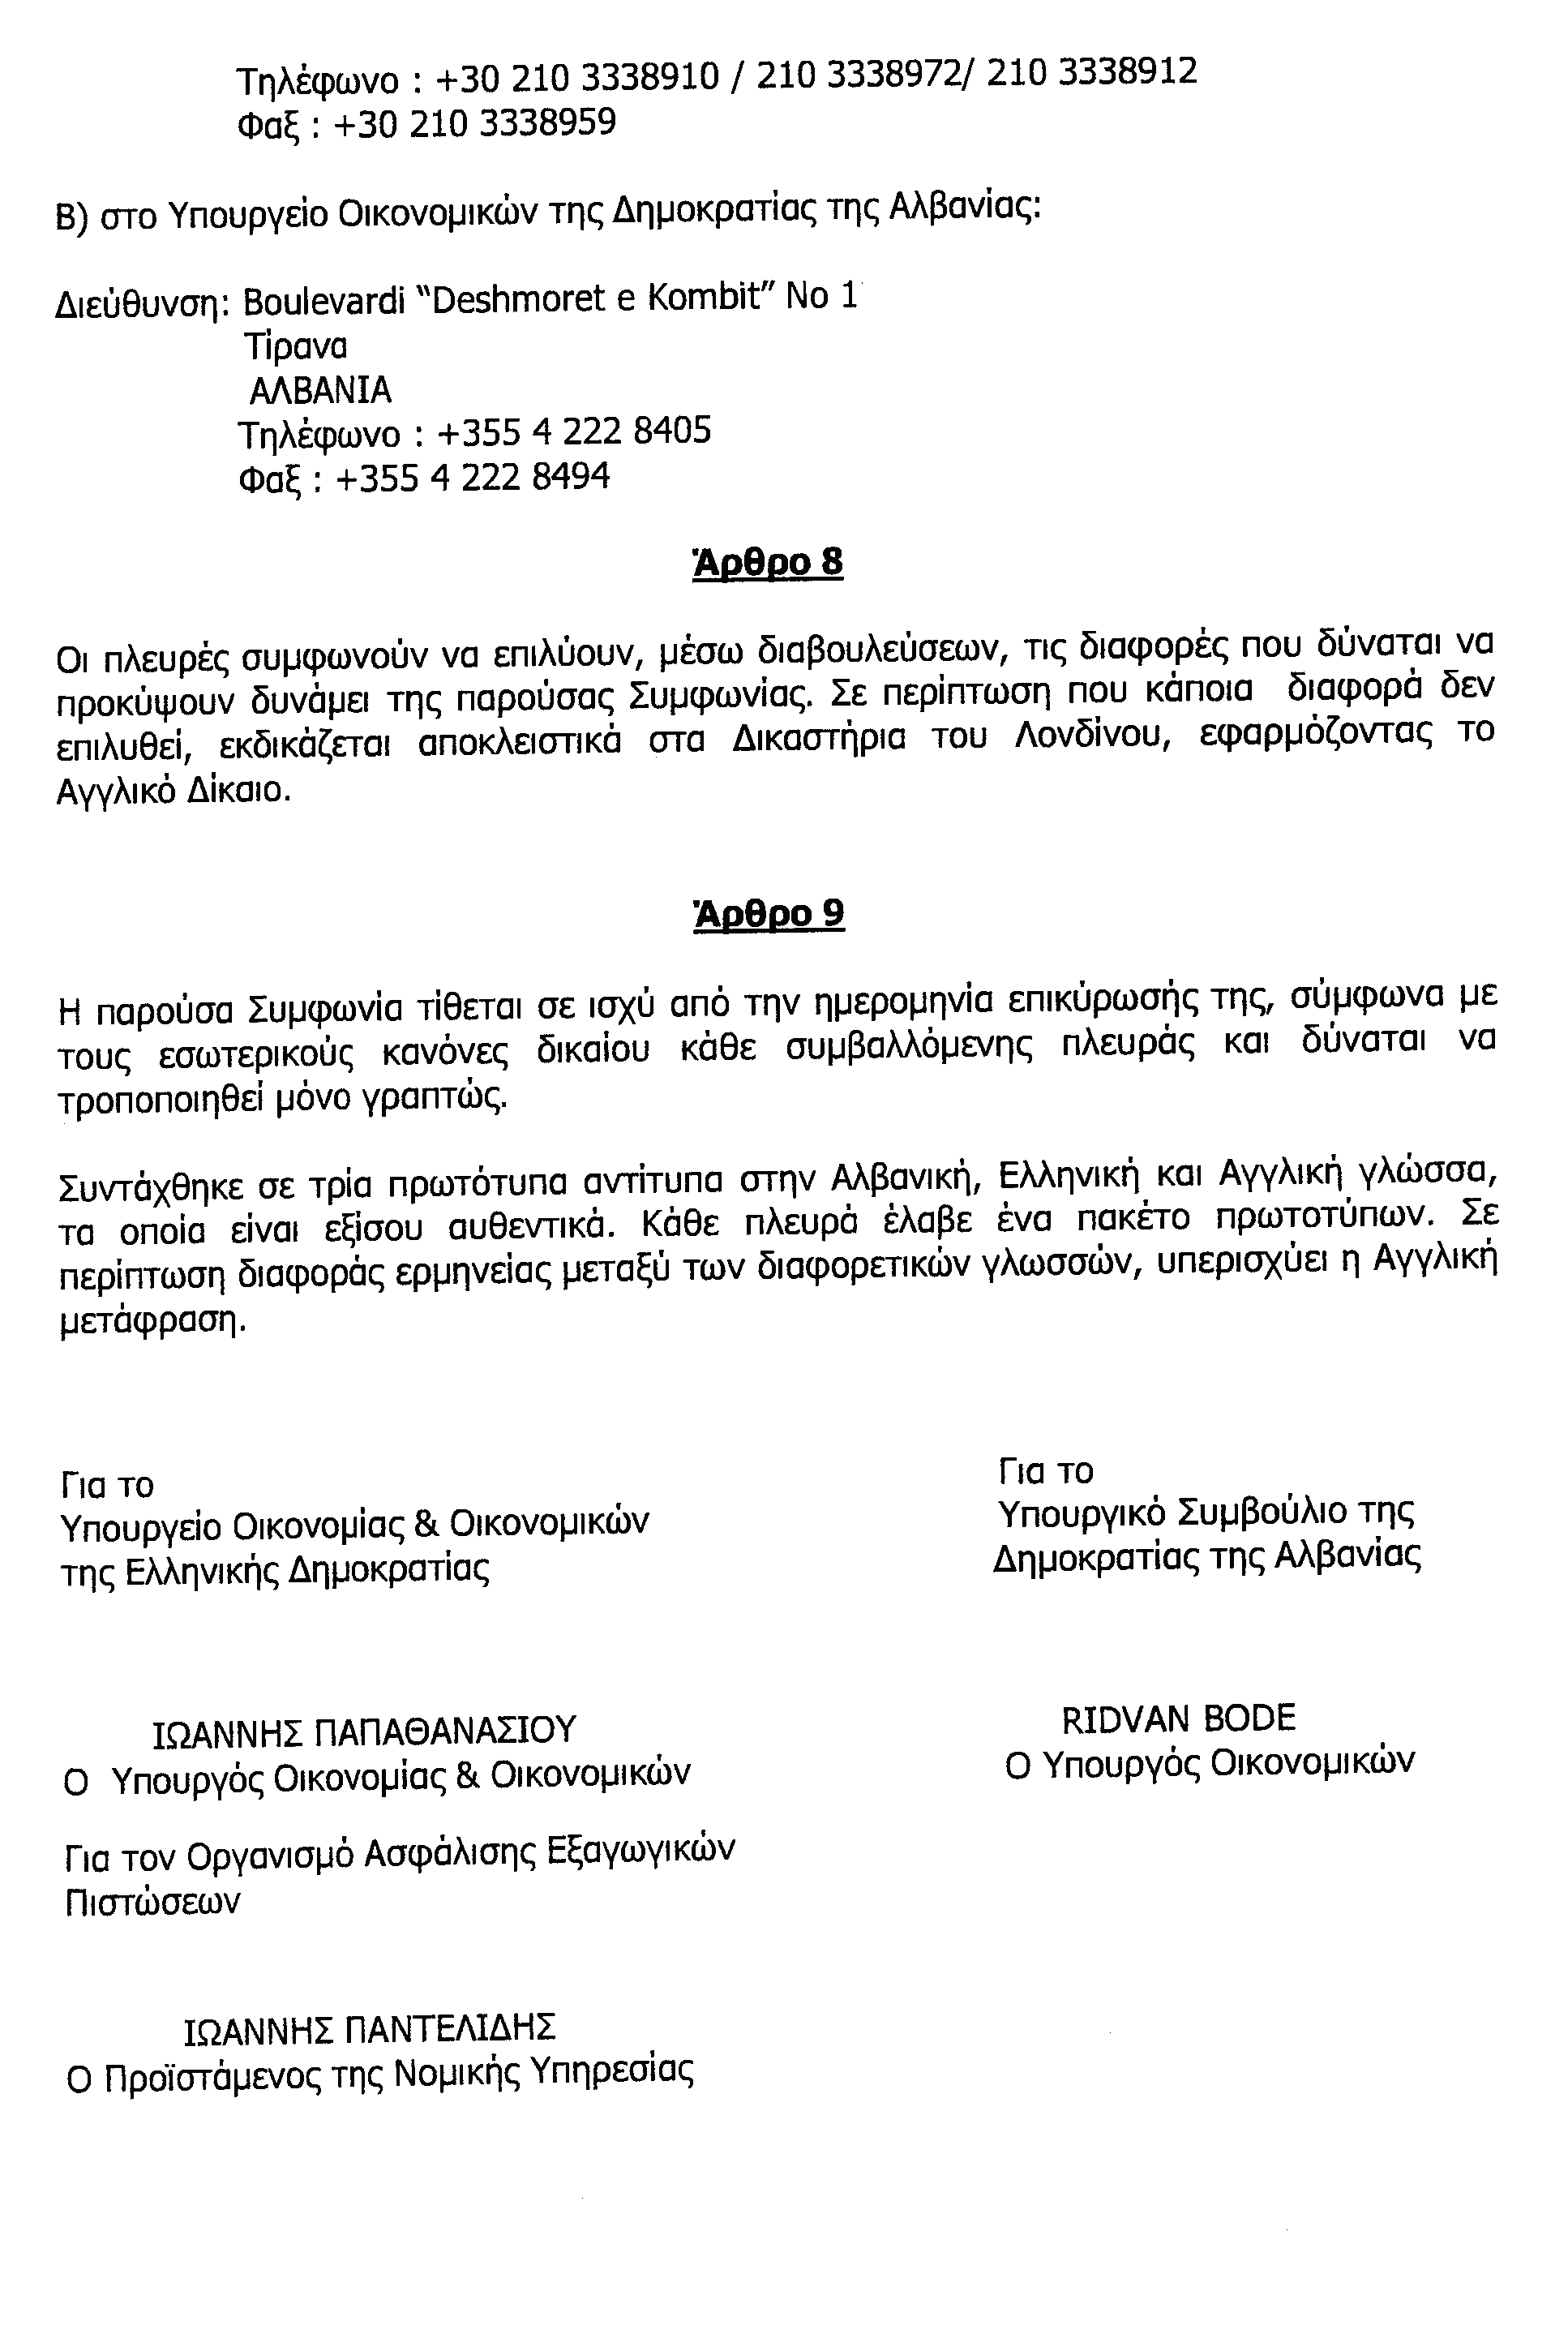 Τηλέφωνο : +30 210 3338910 / 210 3338972/ 210 3338912
Φαξ : +30 210 3338959
Β) στο Υπουργείο Οικονομικών της Δημοκρατίας της Αλβανίας:
Διεύθυνση: Boulevardi "Deshmoret e Kombit" No 1
Τίρανα
ΑΛΒΑΝΙΑ
Τηλέφωνο : +355 4 222 8405
Φαξ : +355 4 222 8494
Άρθρο 8
Οι πλευρές συμφωνούν να επιλύουν, μέσω διαβουλεύσεων, τις διαφορές που δύναται να
προκύψουν δυνάμει της παρούσας Συμφωνίας. Σε περίπτωση που κάποια διαφορά δεν
επιλυθεί, εκδικάζεται αποκλειστικά στα Δικαστήρια του Λονδίνου, εφαρμόζοντας το
Αγγλικό Δίκαιο.
Άρθρο 9
Η παρούσα Συμφωνία τίθεται σε ισχύ από την ημερομηνία επικύρωσής της, σύμφωνα με
τους εσωτερικούς κανόνες δικαίου κάθε συμβαλλόμενης πλευράς και δύναται να
τροποποιηθεί μόνο γραπτώς.
Συντάχθηκε σε τρία πρωτότυπα αντίτυπα στην Αλβανική, Ελληνική και Αγγλική γλώσσα,
τα οποία είναι εξίσου αυθεντικά. Κάθε πλευρά έλαβε ένα πακέτο πρωτοτύπων. Σε
περίπτωση διαφοράς ερμηνείας μεταξύ των διαφορετικών γλωσσών, υπερισχύει η Αγγλική
μετάφραση.
Για το
Υπουργείο Οικονομίας & Οικονομικών
της Ελληνικής Δημοκρατίας
Για το
Υπουργικό Συμβούλιο της
Δημοκρατίας της Αλβανίας
ΙΩΑΝΝΗΣ ΠΑΠΑΘΑΝΑΣΙΟΥ
Ο Υπουργός Οικονομίας & Οικονομικών
RIDVAN BODE
Ο Υπουργός Οικονομικών
Για τον Οργανισμό Ασφάλισης Εξαγωγικών
Πιστώσεων
ΙΩΑΝΝΗΣ ΠΑΝΤΕΛΙΔΗΣ
Ο Προϊστάμενος της Νομικής Υπηρεσίας